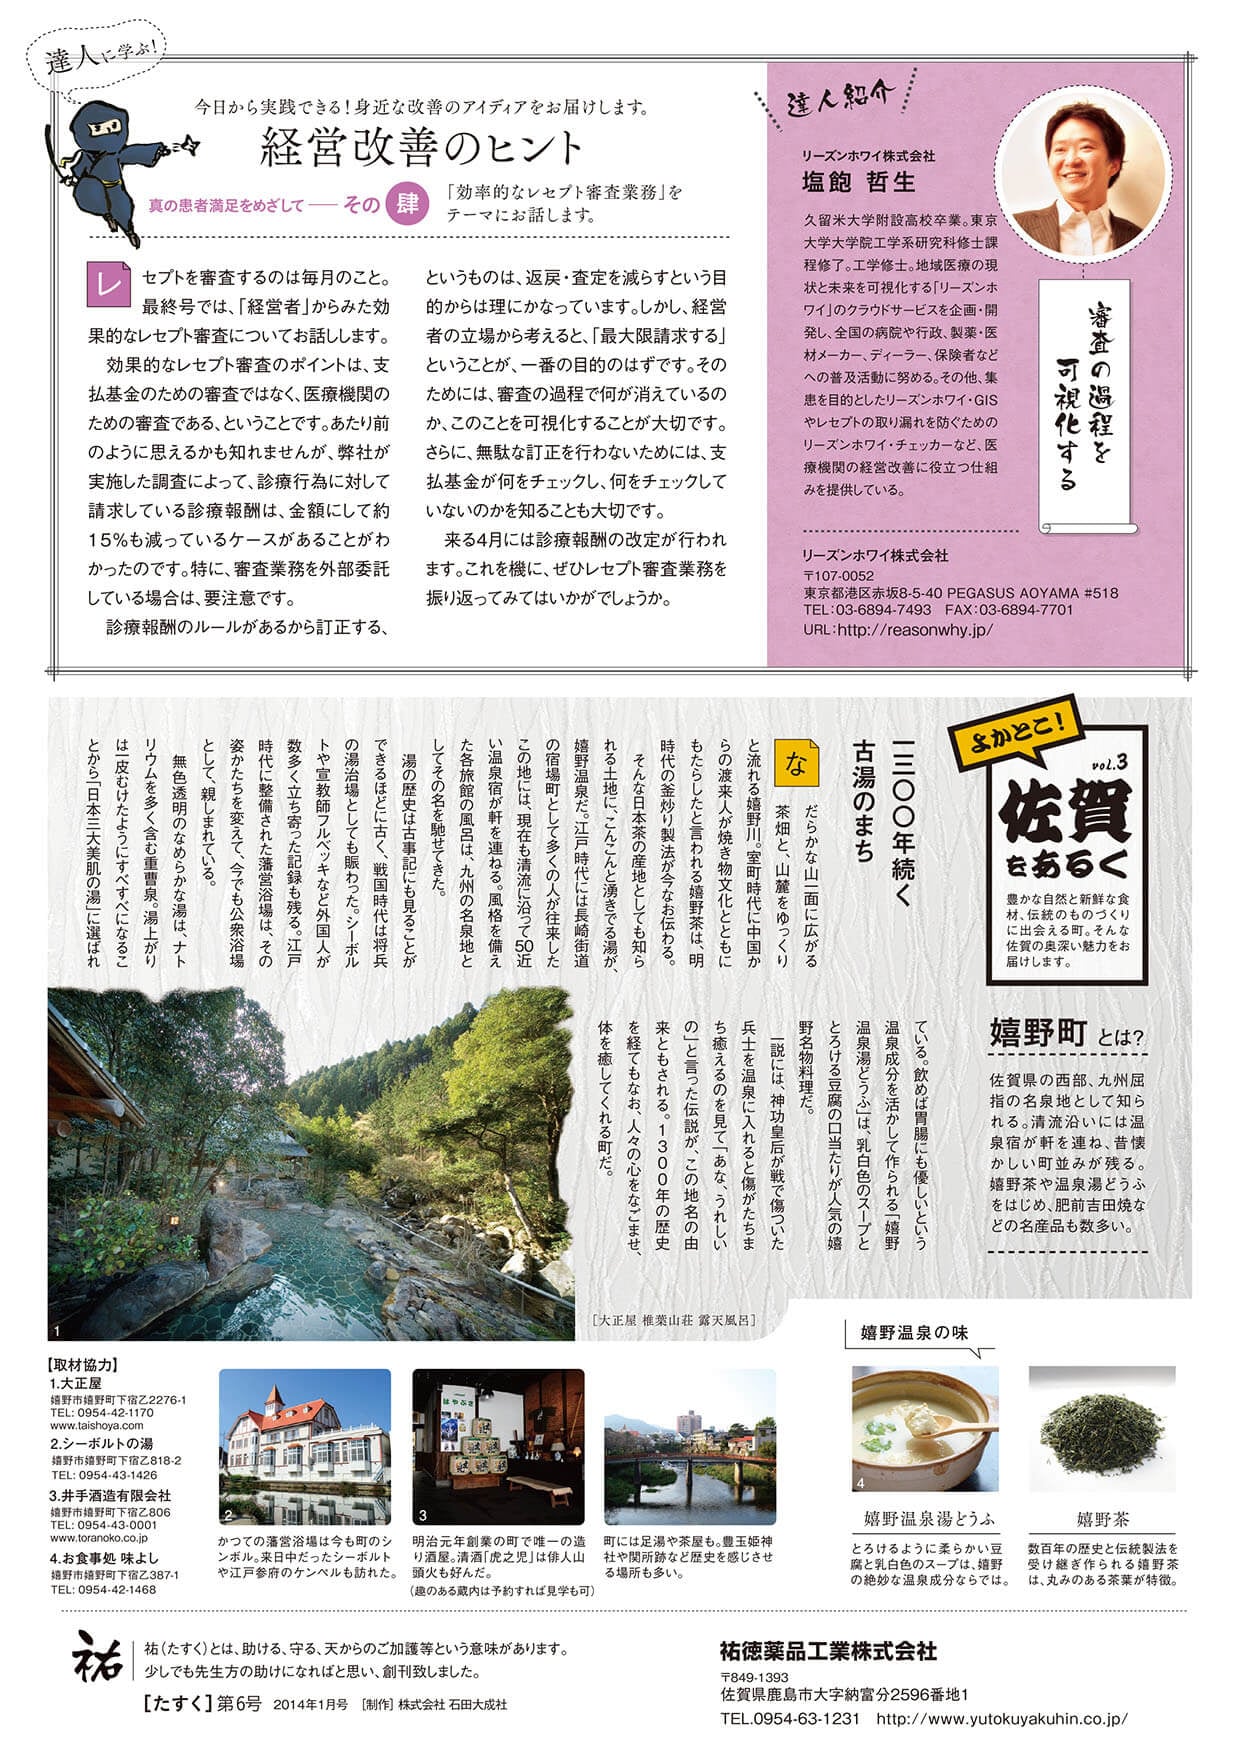 達人に学ぶ!
今日から実践できる!身近な改善のアイディアをお届けします。
経営改善のヒント
真の患者満足をめざして── その 肆
「効率的なレセプト審査業務」を
テーマにお話します。
レセプトを審査するのは毎月のこと。
最終号では、「経営者」からみた効
果的なレセプト審査についてお話しします。
効果的なレセプト審査のポイントは、支
払基金のための審査ではなく、医療機関の
ための審査である、ということです。あたり前
のように思えるかも知れませんが、弊社が
実施した調査によって、診療行為に対して
請求している診療報酬は、金額にして約
15%も減っているケースがあることがわ
かったのです。特に、審査業務を外部委託
している場合は、要注意です。
診療報酬のルールがあるから訂正する、
というものは、返戻・査定を減らすという目
的からは理にかなっています。しかし、経営
者の立場から考えると、「最大限請求する」
ということが、一番の目的のはずです。その
ためには、審査の過程で何が消えているの
か、このことを可視化することが大切です。
さらに、無駄な訂正を行わないためには、支
払基金が何をチェックし、何をチェックして
いないのかを知ることも大切です。
来る4月には診療報酬の改定が行われ
ます。これを機に、ぜひレセプト審査業務を
振り返ってみてはいかがでしょうか。
達人紹介
リーズンホワイ株式会社
塩飽 哲生
久留米大学附設高校卒業。東京
大学大学院工学系研究科修士課
程修了。工学修士。地域医療の現
状と未来を可視化する「リーズンホ
ワイ」のクラウドサービスを企画・開
発し、全国の病院や行政、製薬・医
材メーカー、ディーラー、保険者など
への普及活動に努める。その他、集
患を目的としたリーズンホワイ・GIS
やレセプトの取り漏れを防ぐための
リーズンホワイ・チェッカーなど、医
療機関の経営改善に役立つ仕組
みを提供している。
審査の過程を
可視化する
リーズンホワイ株式会社
〒107-0052
東京都港区赤坂8-5-40 PEGASUS AOYAMA #518
TEL:03-6894-7493 FAX:03-6894-7701
URL:http://reasonwhy.jp/
よかとこ!
vol.3
佐賀
をあるく
豊かな自然と新鮮な食
材、伝統のものづくり
に出会える町。そんな
佐賀の奥深い魅力をお
届けします。
嬉野町とは?
佐賀県の西部、九州屈
指の名泉地として知ら
れる。清流沿いには温
泉宿が軒を連ね、昔懐
かしい町並みが残る。
嬉野茶や温泉湯どうふ
をはじめ、肥前吉田焼な
どの名産品も数多い。
一三〇〇年続く
古湯のまち
なだらかな山一面に広がる
茶畑と、山麓をゆっくり
と流れる嬉野川。室町時代に中国か
らの渡来人が焼き物文化とともに
もたらしたと言われる嬉野茶は、明
時代の釜炒り製法が今なお伝わる。
そんな日本茶の産地としても知ら
れる土地に、こんこんと湧きでる湯が、
嬉野温泉だ。江戸時代には長崎街道
の宿場町として多くの人が往来した
この地には、現在も清流に沿って50近
い温泉宿が軒を連ねる。風格を備え
た各旅館の風呂は、九州の名泉地と
してその名を馳せてきた。
湯の歴史は古事記にも見ることが
できるほどに古く、戦国時代は将兵
の湯治場としても賑わった。シーボル
トや宣教師フルベッキなど外国人が
数多く立ち寄った記録も残る。江戸
時代に整備された藩営浴場は、その
姿かたちを変えて、今でも公衆浴場
として、親しまれている。
無色透明のなめらかな湯は、ナト
リウムを多く含む重曹泉。湯上がり
は一皮むけたようにすべすべになるこ
とから「日本三大美肌の湯」に選ばれ
ている。飲めば胃腸にも優しいという
温泉成分を活かして作られる「嬉野
温泉湯どうふ」は、乳白色のスープと
とろける豆腐の口当たりが人気の嬉
野名物料理だ。
一説には、神功皇后が戦で傷ついた
兵士を温泉に入れると傷がたちま
ち癒えるのを見て「あな、うれしい
の」と言った伝説が、この地名の由
来ともされる。1300年の歴史
を経てもなお、人々の心をなごませ、
体を癒してくれる町だ。
1
［大正屋 椎葉山荘 露天風呂］
【取材協力】
1.大正屋
嬉野市嬉野町下宿乙2276-1
TEL: 0954-42-1170
www.taishoya.com
2.シーボルトの湯
嬉野市嬉野町下宿乙818-2
TEL: 0954-43-1426
3.井手酒造有限会社
嬉野市嬉野町下宿乙806
TEL: 0954-43-0001
www.toranoko.co.jp
4.お食事処 味よし
嬉野市嬉野町下宿乙387-1
TEL: 0954-42-1468
2
かつての藩営浴場は今も町のシ
ンボル。来日中だったシーボルト
や江戸参府のケンペルも訪れた。
はやぶさ
3
明治元年創業の町で唯一の造
り酒屋。清酒「虎之児」は俳人山
頭火も好んだ。
（趣のある蔵内は予約すれば見学も可）
町には足湯や茶屋も。豊玉姫神
社や関所跡など歴史を感じさせ
る場所も多い。
嬉野温泉の味
4
嬉野温泉湯どうふ
とろけるように柔らかい豆
腐と乳白色のスープは、嬉野
の絶妙な温泉成分ならでは。
嬉野茶
数百年の歴史と伝統製法を
受け継ぎ作られる嬉野茶
は、丸みのある茶葉が特徴。
祐
祐（たすく）とは、助ける、守る、天からのご加護等という意味があります。
少しでも先生方の助けになればと思い、創刊致しました。
［たすく］第6号 2014年1月号 ［制作］株式会社 石田大成社
祐徳薬品工業株式会社
〒849-1393
佐賀県鹿島市大字納富分2596番地1
TEL.0954-63-1231 http://www.yutokuyakuhin.co.jp/